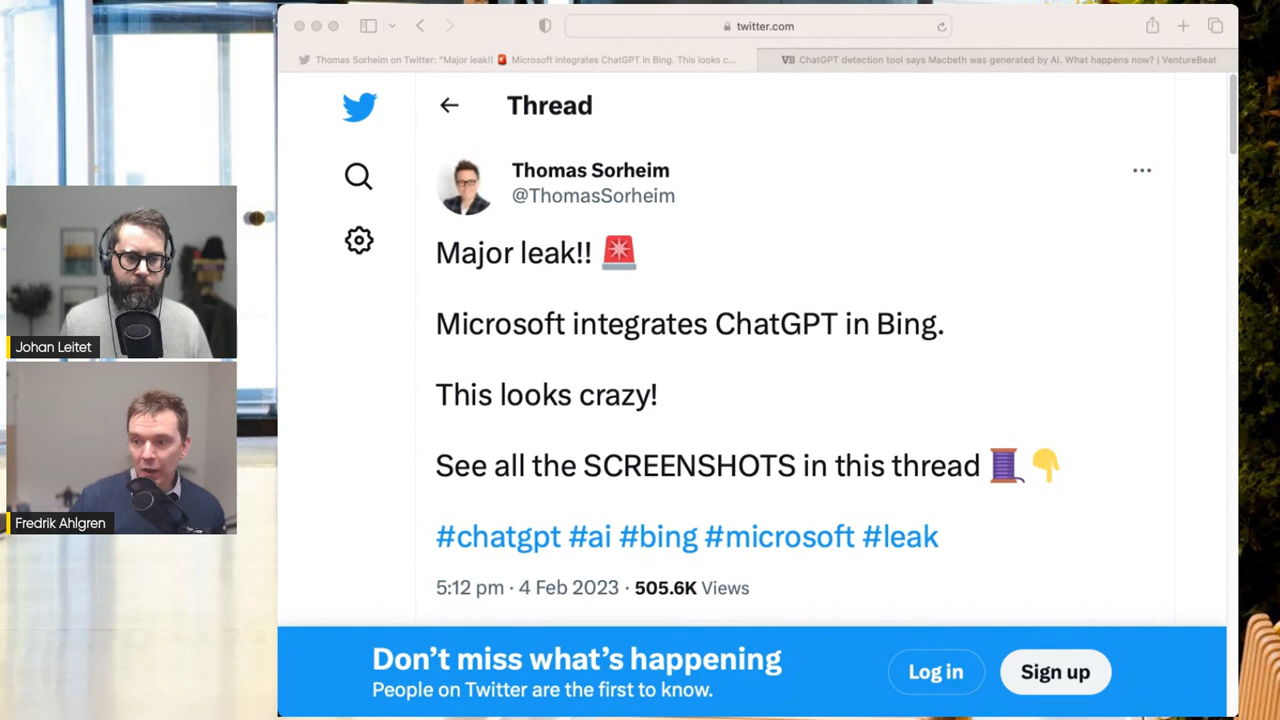 twitter.com
Thomas Sorheim on Twitter: "Major leak!! 🚨 Microsoft integrates ChatGPT in Bing. This looks c...
VB ChatGPT detection tool says Macbeth was generated by AI. What happens now? | VentureBeat
Thread
Thomas Sorheim
@ThomasSorheim
Major leak!! 🚨
Microsoft integrates ChatGPT in Bing.
This looks crazy!
See all the SCREENSHOTS in this thread 🧵👇
#chatgpt #ai #bing #microsoft #leak
5:12 pm · 4 Feb 2023 · 505.6K Views
Don't miss what's happening
People on Twitter are the first to know.
Log in
Sign up
Johan Leitet
Fredrik Ahlgren